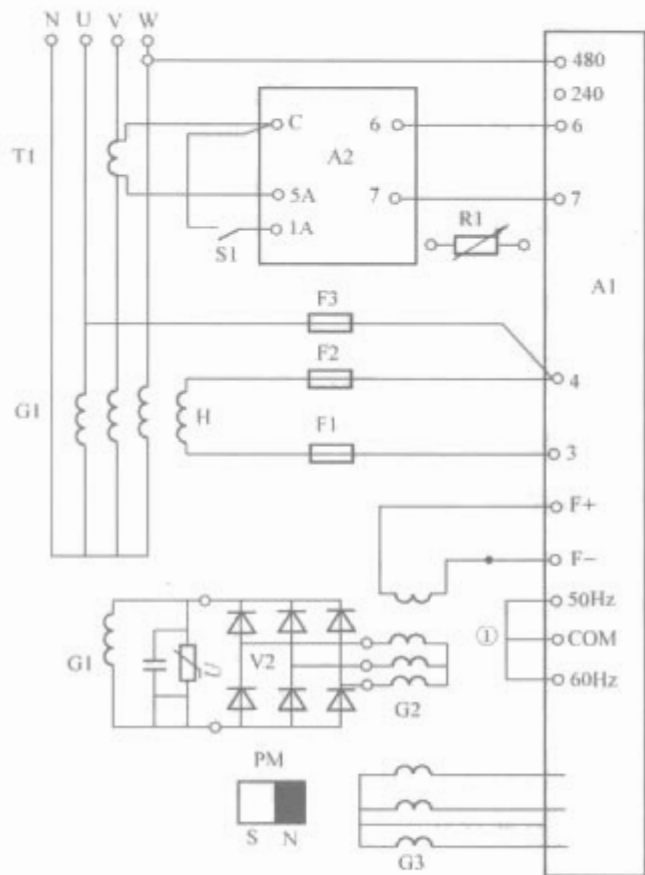 N U V W
480
240
C 6 6
T1 A2
5A 7 7
R1
1A
S1
A1
F3
F2
4
G1 H F1
3
F+
F−
50Hz
G1 U V2 ① COM
60Hz
G2
PM
S N
G3